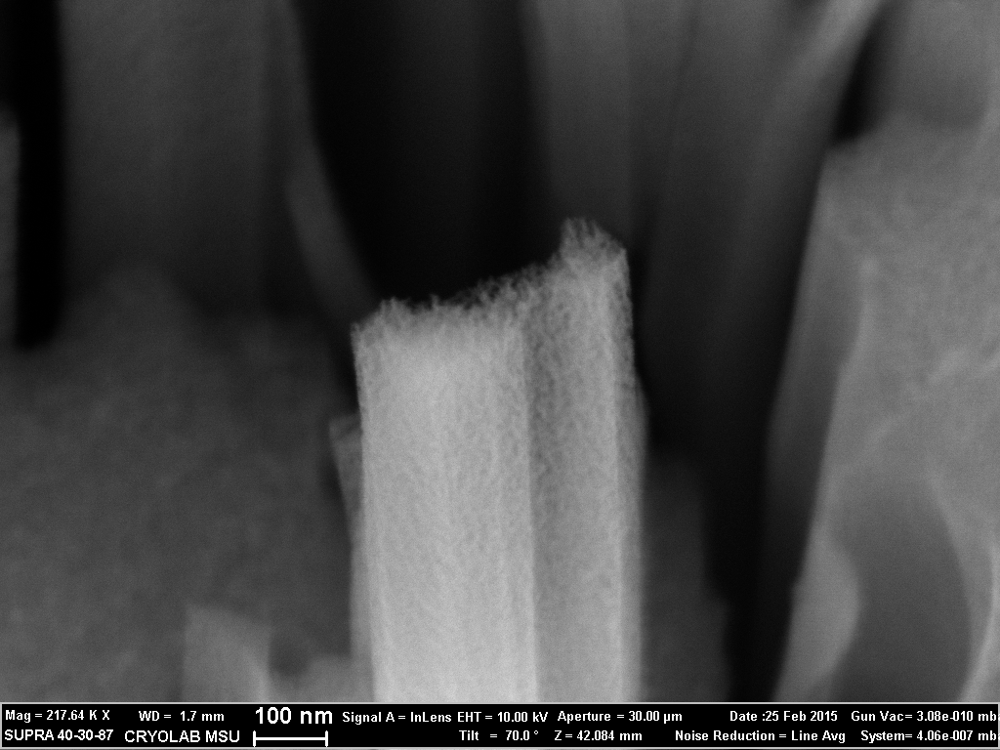 Mag = 217.64 K X WD = 1.7 mm 100 nm Signal A = InLens EHT = 10.00 kV Aperture = 30.00 µm Date :25 Feb 2015 Gun Vac= 3.08e-010 mb
SUPRA 40-30-87 CRYOLAB MSU Tilt = 70.0 ° Z = 42.084 mm Noise Reduction = Line Avg System= 4.06e-007 mb